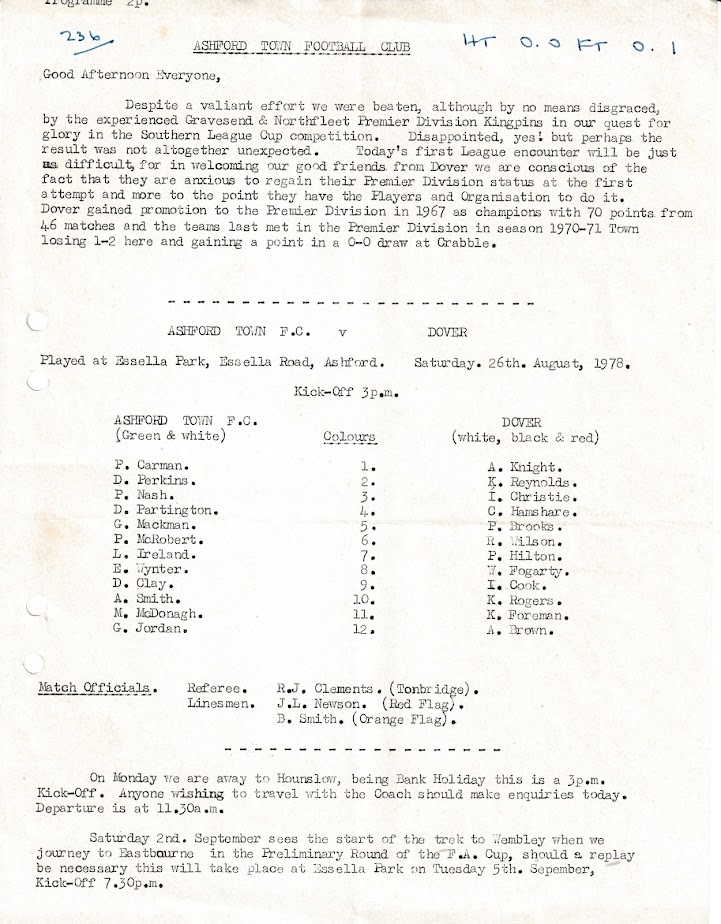 Programme 2p.
236
ASHFORD TOWN FOOTBALL CLUB
HT 0.0 FT 0.1
Good Afternoon Everyone,
Despite a valiant effort we were beaten, although by no means disgraced,
by the experienced Gravesend & Northfleet Premier Division Kingpins in our quest for
glory in the Southern League Cup competition. Disappointed, yes! but perhaps the
result was not altogether unexpected. Today's first League encounter will be just
as difficult, for in welcoming our good friends from Dover we are conscious of the
fact that they are anxious to regain their Premier Division status at the first
attempt and more to the point they have the Players and Organisation to do it.
Dover gained promotion to the Premier Division in 1967 as champions with 70 points from
46 matches and the teams last met in the Premier Division in season 1970-71 Town
losing 1-2 here and gaining a point in a 0-0 draw at Crabble.
ASHFORD TOWN F.C. v DOVER
Played at Essella Park, Essella Road, Ashford. Saturday. 26th. August, 1978.
Kick-Off 3p.m.
ASHFORD TOWN F.C. DOVER
(Green & white) Colours (white, black & red)
P. Carman. 1. A. Knight.
D. Perkins. 2. K. Reynolds.
P. Nash. 3. I. Christie.
D. Partington. 4. C. Hamshare.
G. Mackman. 5. P. Brooks.
P. McRobert. 6. R. Wilson.
L. Ireland. 7. P. Hilton.
E. Wynter. 8. W. Fogarty.
D. Clay. 9. I. Cook.
A. Smith. 10. K. Rogers.
M. McDonagh. 11. K. Foreman.
G. Jordan. 12. A. Brown.
Match Officials. Referee. R.J. Clements. (Tonbridge).
Linesmen. J.L. Newson. (Red Flag).
B. Smith. (Orange Flag).
On Monday we are away to Hounslow, being Bank Holiday this is a 3p.m.
Kick-Off. Anyone wishing to travel with the Coach should make enquiries today.
Departure is at 11.30a.m.
Saturday 2nd. September sees the start of the trek to Wembley when we
journey to Eastbourne in the Preliminary Round of the F.A. Cup, should a replay
be necessary this will take place at Essella Park on Tuesday 5th. Sepember,
Kick-Off 7.30p.m.